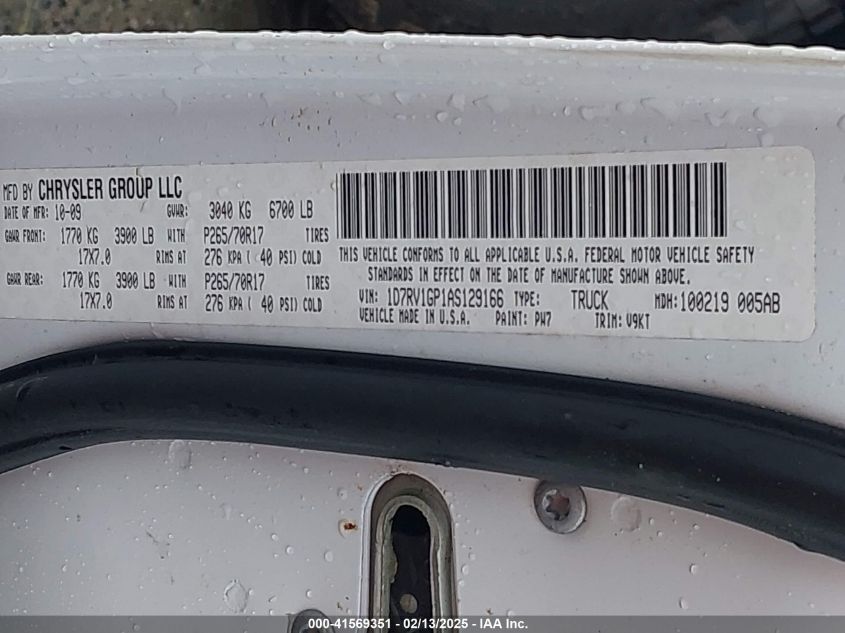 MFD BY CHRYSLER GROUP LLC
DATE OF MFR: 10-09 GVWR: 3040 KG 6700 LB
GAWR FRONT: 1770 KG 3900 LB WITH P265/70R17 TIRES
17X7.0 RIMS AT 276 KPA ( 40 PSI) COLD
GAWR REAR: 1770 KG 3900 LB WITH P265/70R17 TIRES
17X7.0 RIMS AT 276 KPA ( 40 PSI) COLD
THIS VEHICLE CONFORMS TO ALL APPLICABLE U.S.A. FEDERAL MOTOR VEHICLE SAFETY
STANDARDS IN EFFECT ON THE DATE OF MANUFACTURE SHOWN ABOVE.
VIN: 1D7RV1GP1AS129166 TYPE: TRUCK MDH: 100219 005AB
VEHICLE MADE IN U.S.A. PAINT: PW7 TRIM: V9KT
000-41569351 - 02/13/2025 - IAA Inc.